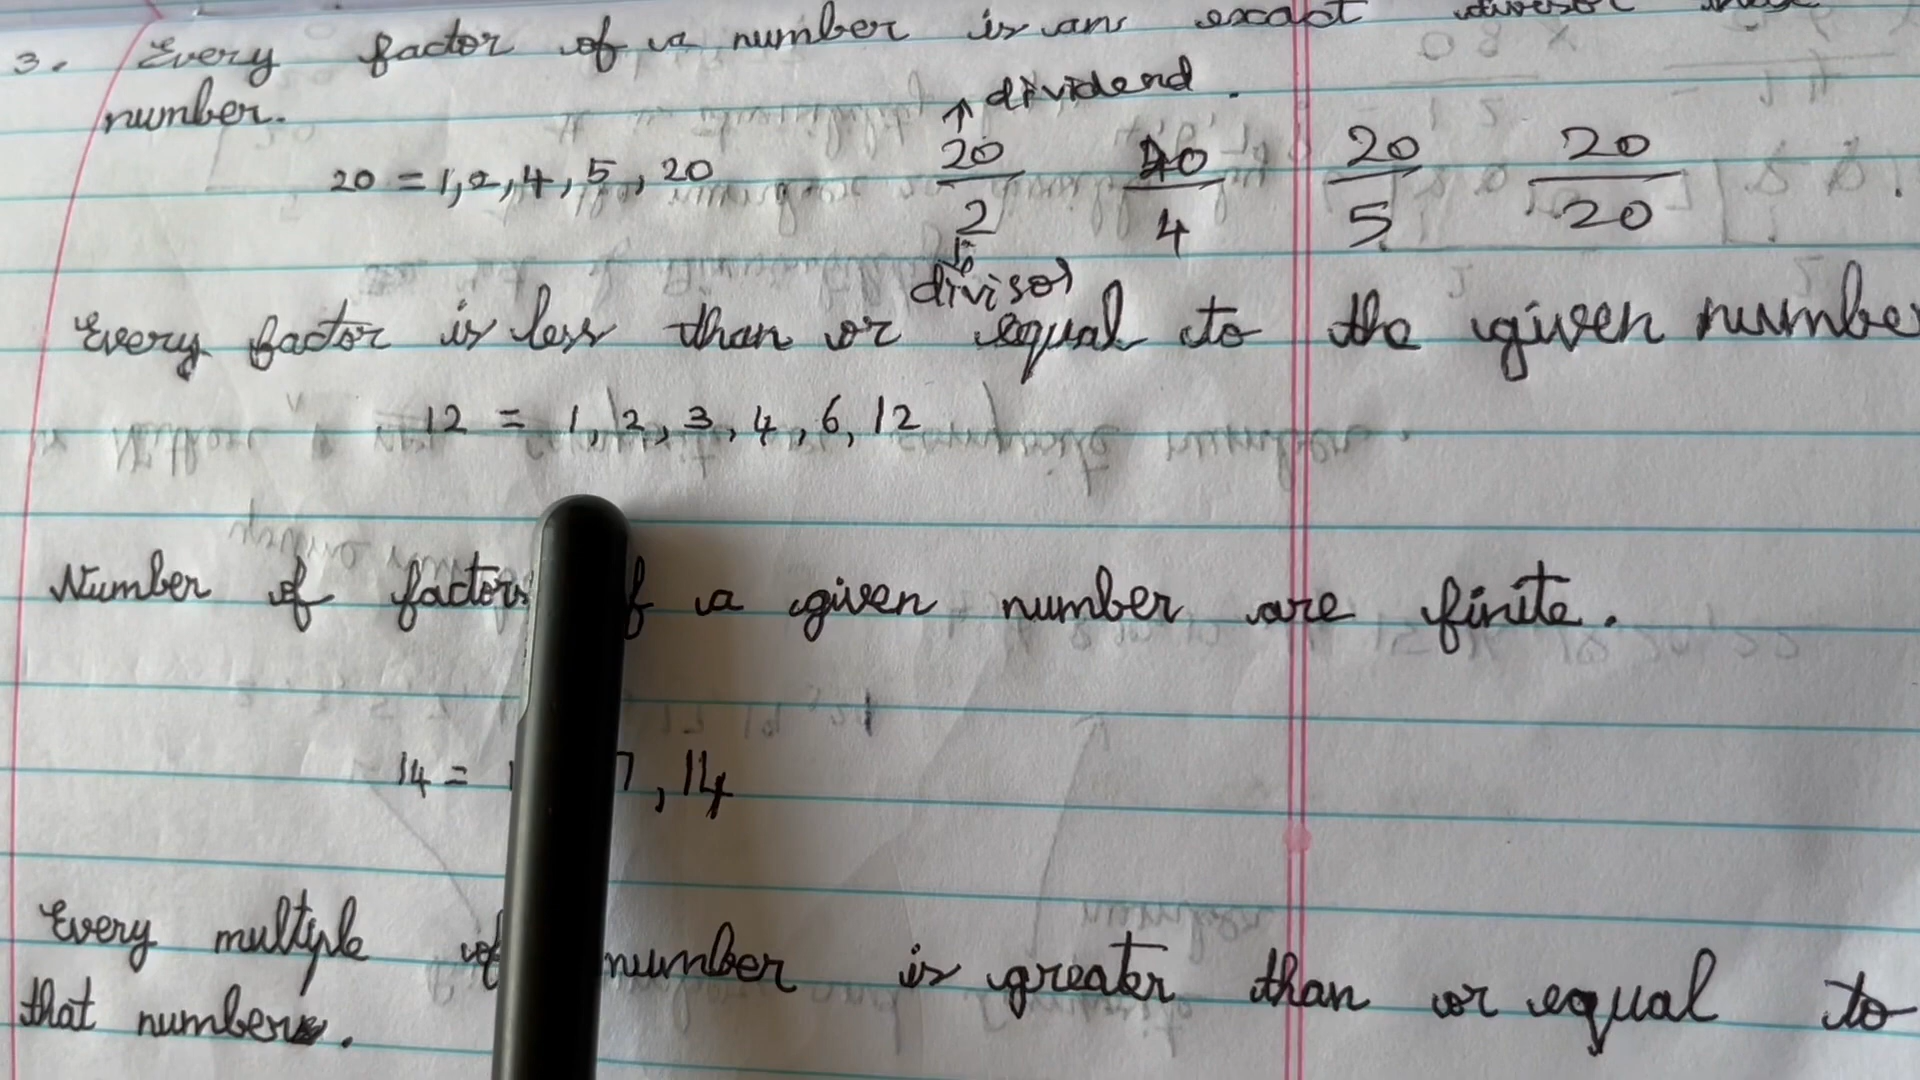 3. Every factor of a number is an exact
number.
dividend.
20 = 1,2,4,5,20 20/2 20/4 20/5 20/20
divisor
Every factor is less than or equal to the given numbe
12 = 1, 2, 3, 4, 6, 12
Number of factors a given number are finite.
14 = 7, 14
Every multiple of number is greater than or equal to
that number.